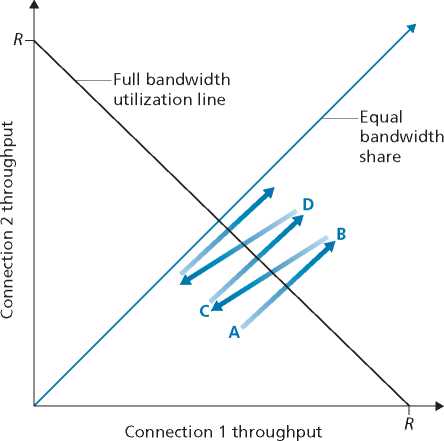 R
Full bandwidth
utilization line
Equal
bandwidth
share
D
B
C
A
Connection 2 throughput
R
Connection 1 throughput